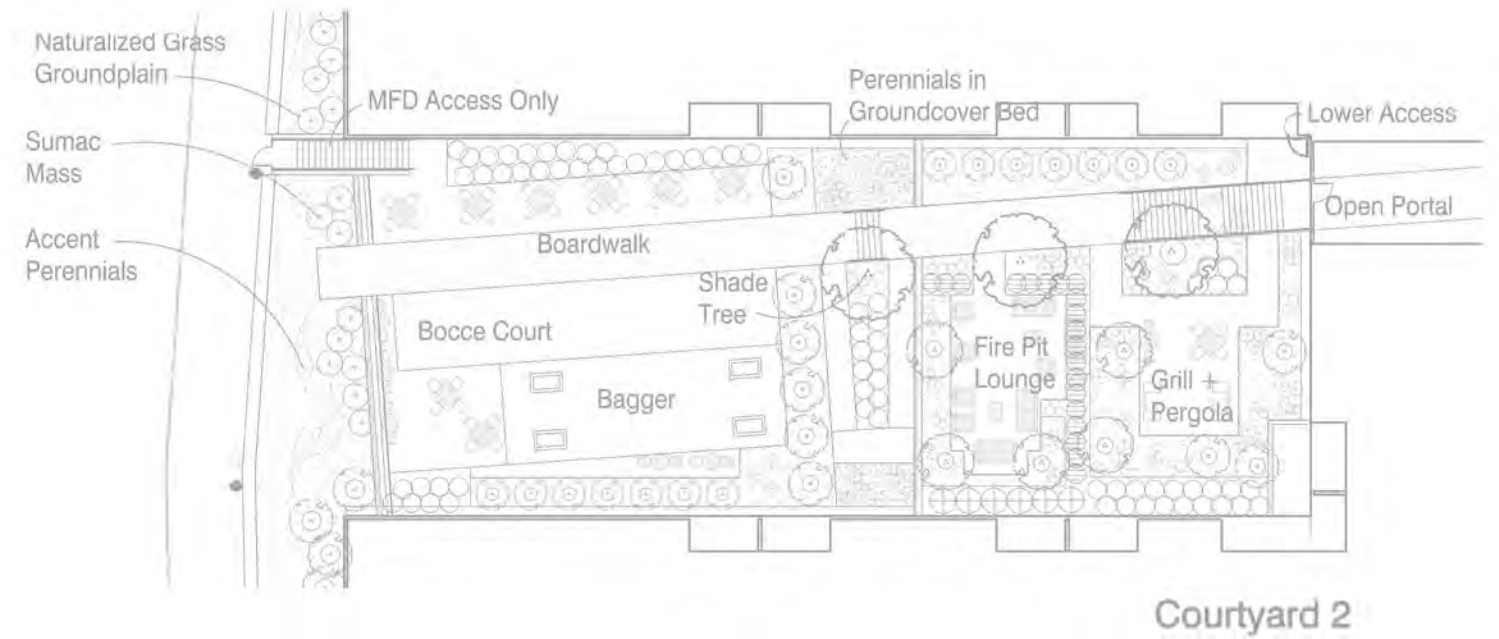 Naturalized Grass
Groundplain
MFD Access Only
Perennials in
Groundcover Bed
Lower Access
Sumac
Mass
Open Portal
Accent
Perennials
Boardwalk
Shade
Tree
Bocce Court
Fire Pit
Lounge
Bagger
Grill +
Pergola
Courtyard 2